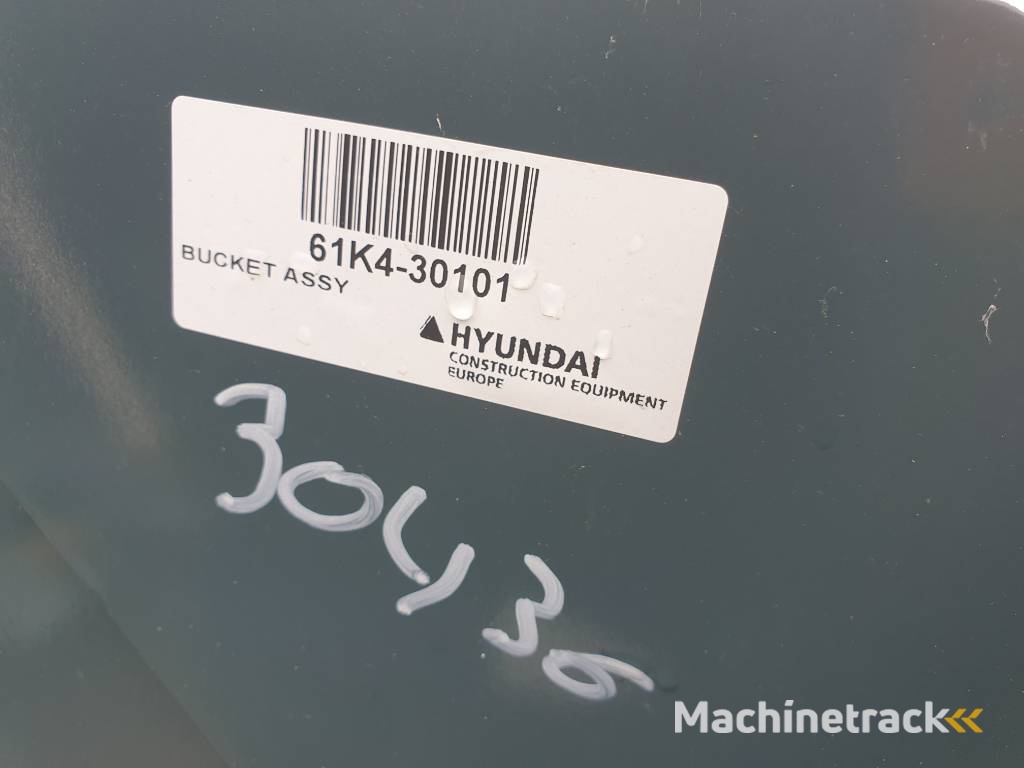 61K4-30101
BUCKET ASSY
HYUNDAI
CONSTRUCTION EQUIPMENT
EUROPE
30436
Machinetrack